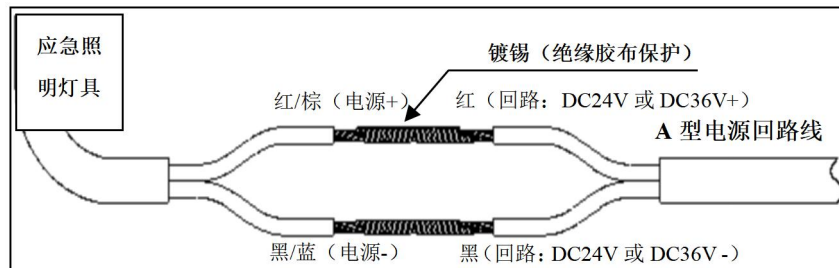 应急照
明灯具
镀锡（绝缘胶布保护）
红/棕（电源+）
红（回路：DC24V 或 DC36V+）
A 型电源回路线
黑/蓝（电源-）
黑（回路：DC24V 或 DC36V -）